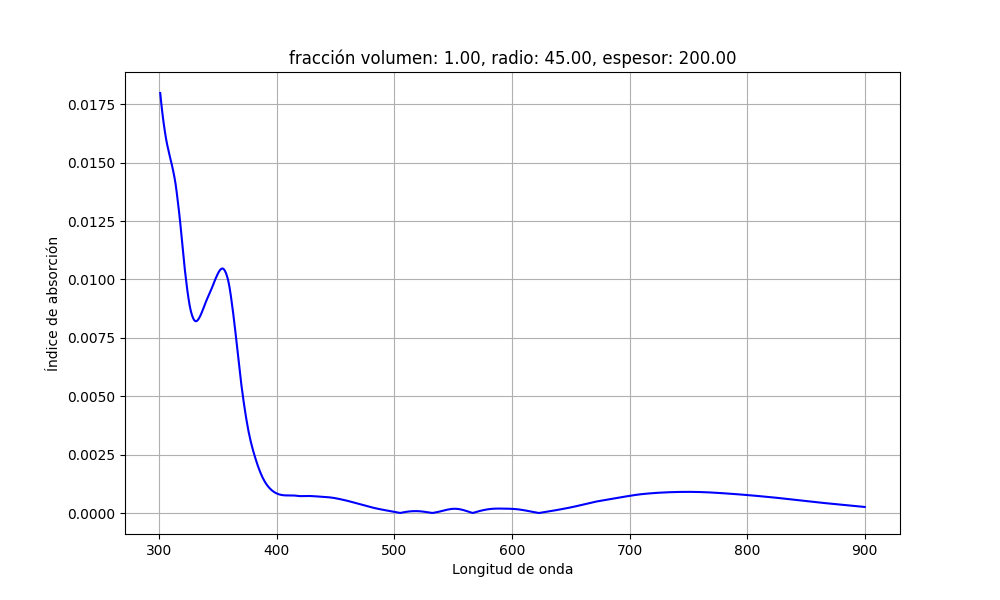 fracción volumen: 1.00, radio: 45.00, espesor: 200.00
Índice de absorción
0.0175
0.0150
0.0125
0.0100
0.0075
0.0050
0.0025
0.0000
300 400 500 600 700 800 900
Longitud de onda